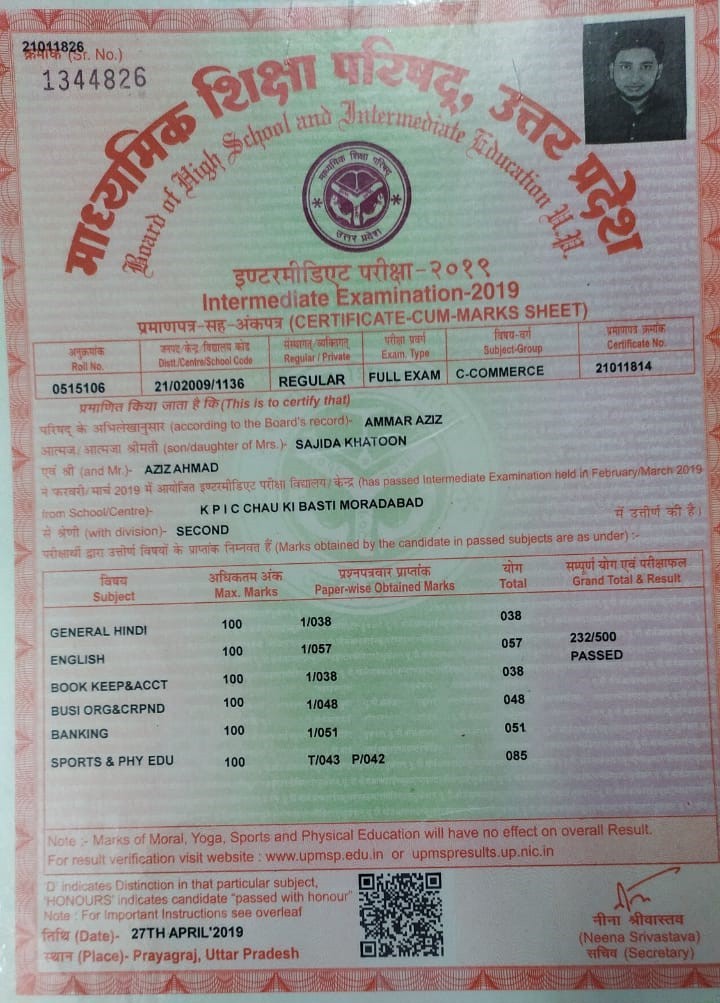 21011826
क्रमांक (Sr. No.)
1344826
माध्यमिक शिक्षा परिषद्, उत्तर प्रदेश
Board of High School and Intermediate Education U.P.
माध्यमिक शिक्षा परिषद्
उत्तर प्रदेश
इण्टरमीडिएट परीक्षा-२०१९
Intermediate Examination-2019
प्रमाणपत्र-सह-अंकपत्र (CERTIFICATE-CUM-MARKS SHEET)
अनुक्रमांक जनपद/केन्द्र/विद्यालय कोड संस्थागत/व्यक्तिगत परीक्षा प्रवर्ग विषय-वर्ग प्रमाणपत्र क्रमांक
Roll No. Distt./Centre/School Code Regular / Private Exam. Type Subject-Group Certificate No.
0515106 21/02009/1136 REGULAR FULL EXAM C-COMMERCE 21011814
प्रमाणित किया जाता है कि (This is to certify that)
परिषद् के अभिलेखानुसार (according to the Board's record)- AMMAR AZIZ
आत्मज/आत्मजा श्रीमती (son/daughter of Mrs.)- SAJIDA KHATOON
एवं श्री (and Mr.)- AZIZ AHMAD
ने फरवरी/मार्च 2019 में आयोजित इण्टरमीडिएट परीक्षा विद्यालय/केन्द्र (has passed Intermediate Examination held in February/March 2019
from School/Centre)- K P I C CHAU KI BASTI MORADABAD में उत्तीर्ण की है।
से श्रेणी (with division)- SECOND
परीक्षार्थी द्वारा उत्तीर्ण विषयों के प्राप्तांक निम्नवत हैं (Marks obtained by the candidate in passed subjects are as under) :-
विषय अधिकतम अंक प्रश्नपत्रवार प्राप्तांक योग सम्पूर्ण योग एवं परीक्षाफल
Subject Max. Marks Paper-wise Obtained Marks Total Grand Total & Result
GENERAL HINDI 100 1/038 038
ENGLISH 100 1/057 057 232/500
PASSED
BOOK KEEP&ACCT 100 1/038 038
BUSI ORG&CRPND 100 1/048 048
BANKING 100 1/051 051
SPORTS & PHY EDU 100 T/043 P/042 085
Note :- Marks of Moral, Yoga, Sports and Physical Education will have no effect on overall Result.
For result verification visit website : www.upmsp.edu.in or upmspresults.up.nic.in
'D' indicates Distinction in that particular subject,
'HONOURS' indicates candidate "passed with honour"
Note : For Important Instructions see overleaf
तिथि (Date)- 27TH APRIL'2019
स्थान (Place)- Prayagraj, Uttar Pradesh
नीना श्रीवास्तव
(Neena Srivastava)
सचिव (Secretary)